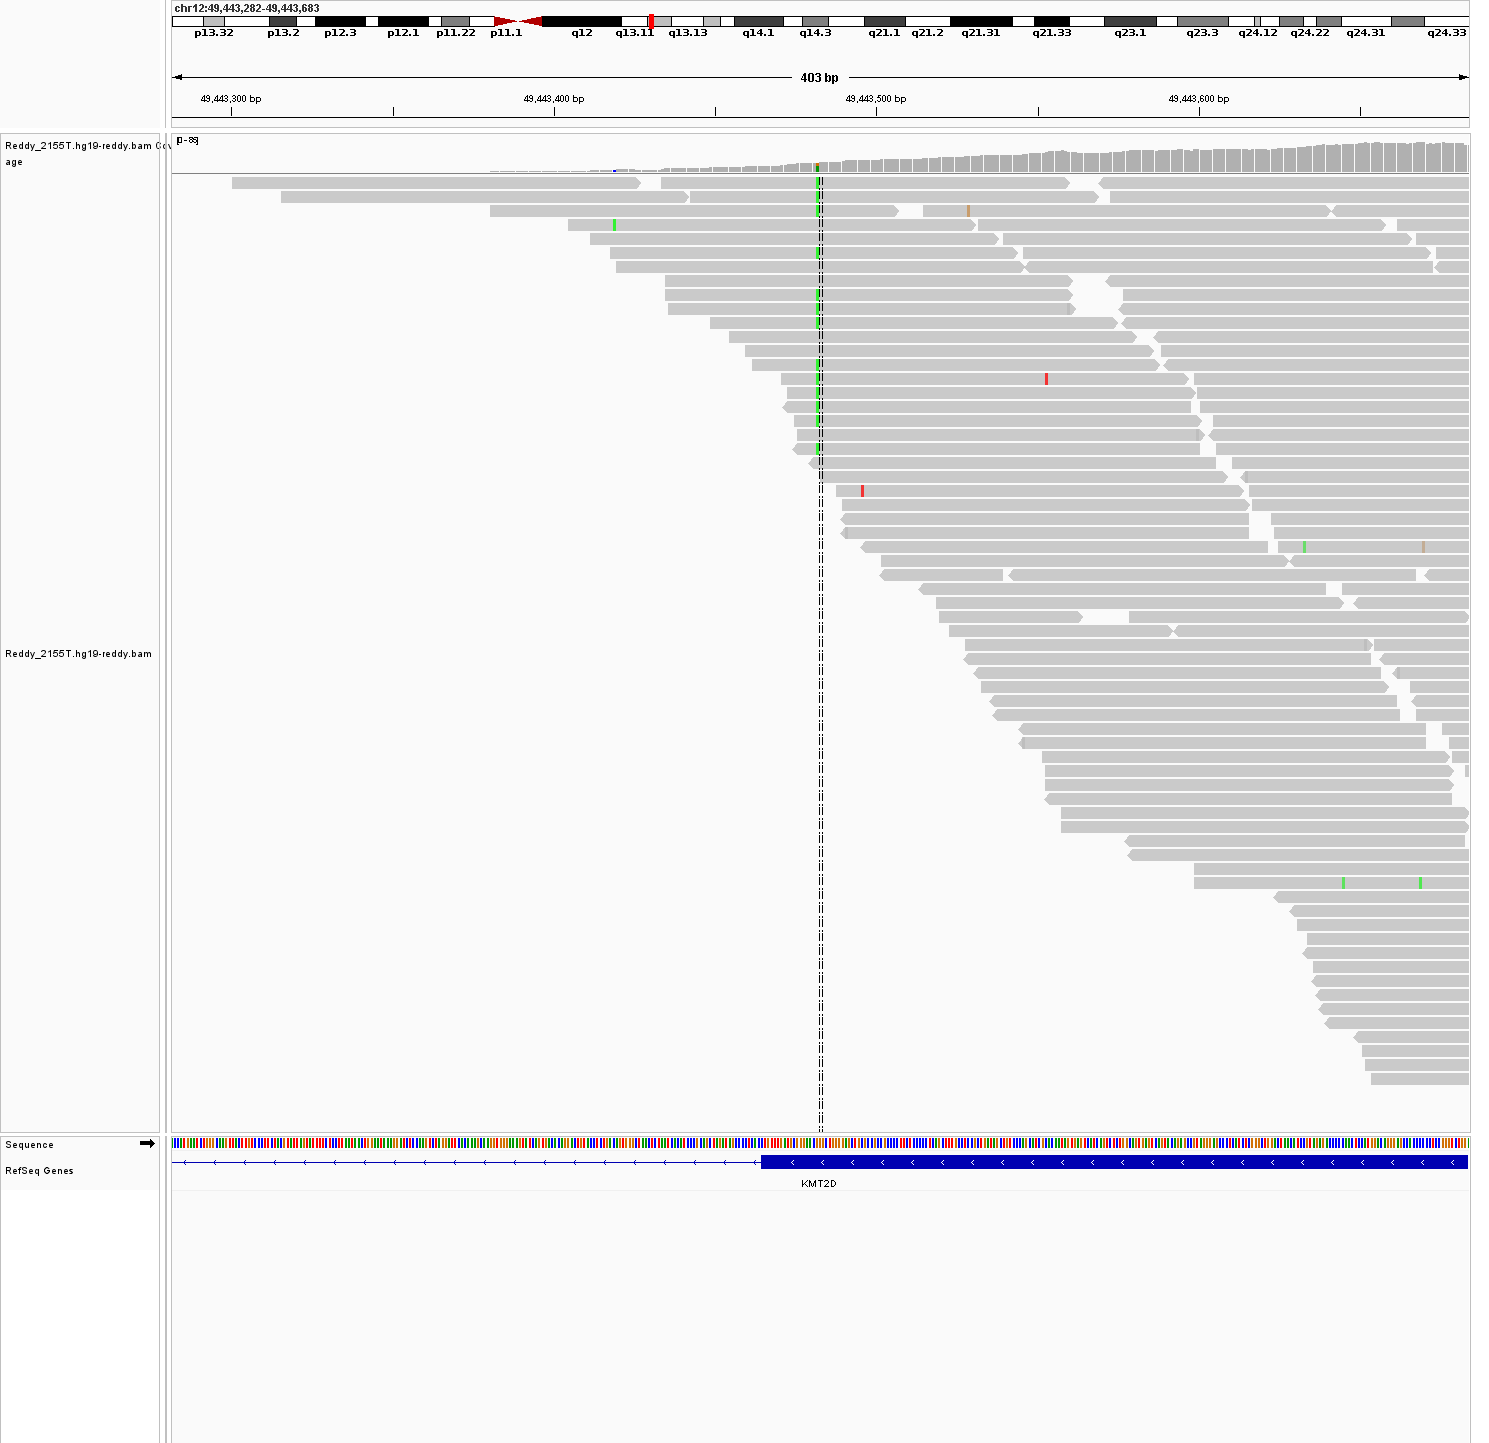 chr12:49,443,282-49,443,683
p13.32 p13.2 p12.3 p12.1 p11.22 p11.1 q12 q13.11 q13.13 q14.1 q14.3 q21.1 q21.2 q21.31 q21.33 q23.1 q23.3 q24.12 q24.22 q24.31 q24.33
403 bp
49,443,300 bp 49,443,400 bp 49,443,500 bp 49,443,600 bp
Reddy_2155T.hg19-reddy.bam Cov
age
Reddy_2155T.hg19-reddy.bam
Sequence
RefSeq Genes
KMT2D